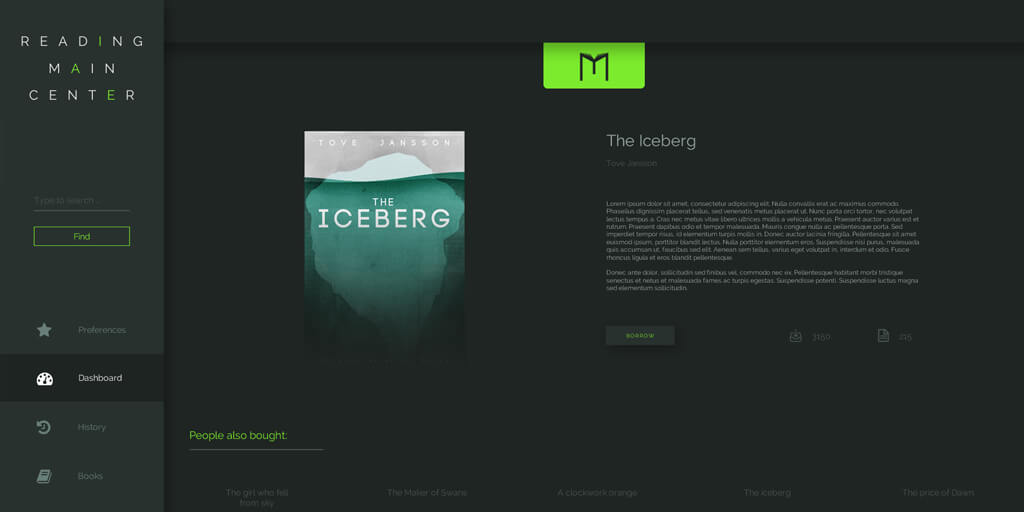 READING
MAIN
CENTER
Type to search ..
Find
Preferences
Dashboard
History
Books
M
TOVE JANSSON
THE
ICEBERG
The Iceberg
Tove Jansson
Lorem ipsum dolor sit amet, consectetur adipiscing elit. Nulla convallis erat ac maximus commodo.
Phasellus dignissim placerat tellus, sed venenatis metus placerat ut. Nunc porta orci tortor, nec volutpat
lectus tempus a. Cras nec metus vitae libero ultrices mollis a vehicula metus. Praesent auctor varius est et
rutrum. Praesent dapibus odio et tempor malesuada. Mauris congue nulla ac pellentesque porta. Sed
imperdiet tempor risus, id elementum turpis mollis in. Donec auctor lacinia fringilla. Pellentesque sit amet
euismod ipsum, porttitor blandit lectus. Nulla porttitor elementum eros. Suspendisse nisi purus, malesuada
quis accumsan ut, faucibus sed elit. Aenean sem tellus, varius eget volutpat in, interdum et odio. Fusce
rhoncus ligula et eros blandit pellentesque.
Donec ante dolor, sollicitudin sed finibus vel, commodo nec ex. Pellentesque habitant morbi tristique
senectus et netus et malesuada fames ac turpis egestas. Suspendisse potenti. Suspendisse luctus magna
sed elementum sollicitudin.
BORROW
3150
215
People also bought:
The girl who fell
from sky
The Maker of Swans
A clockwork orange
The iceberg
The price of Dawn